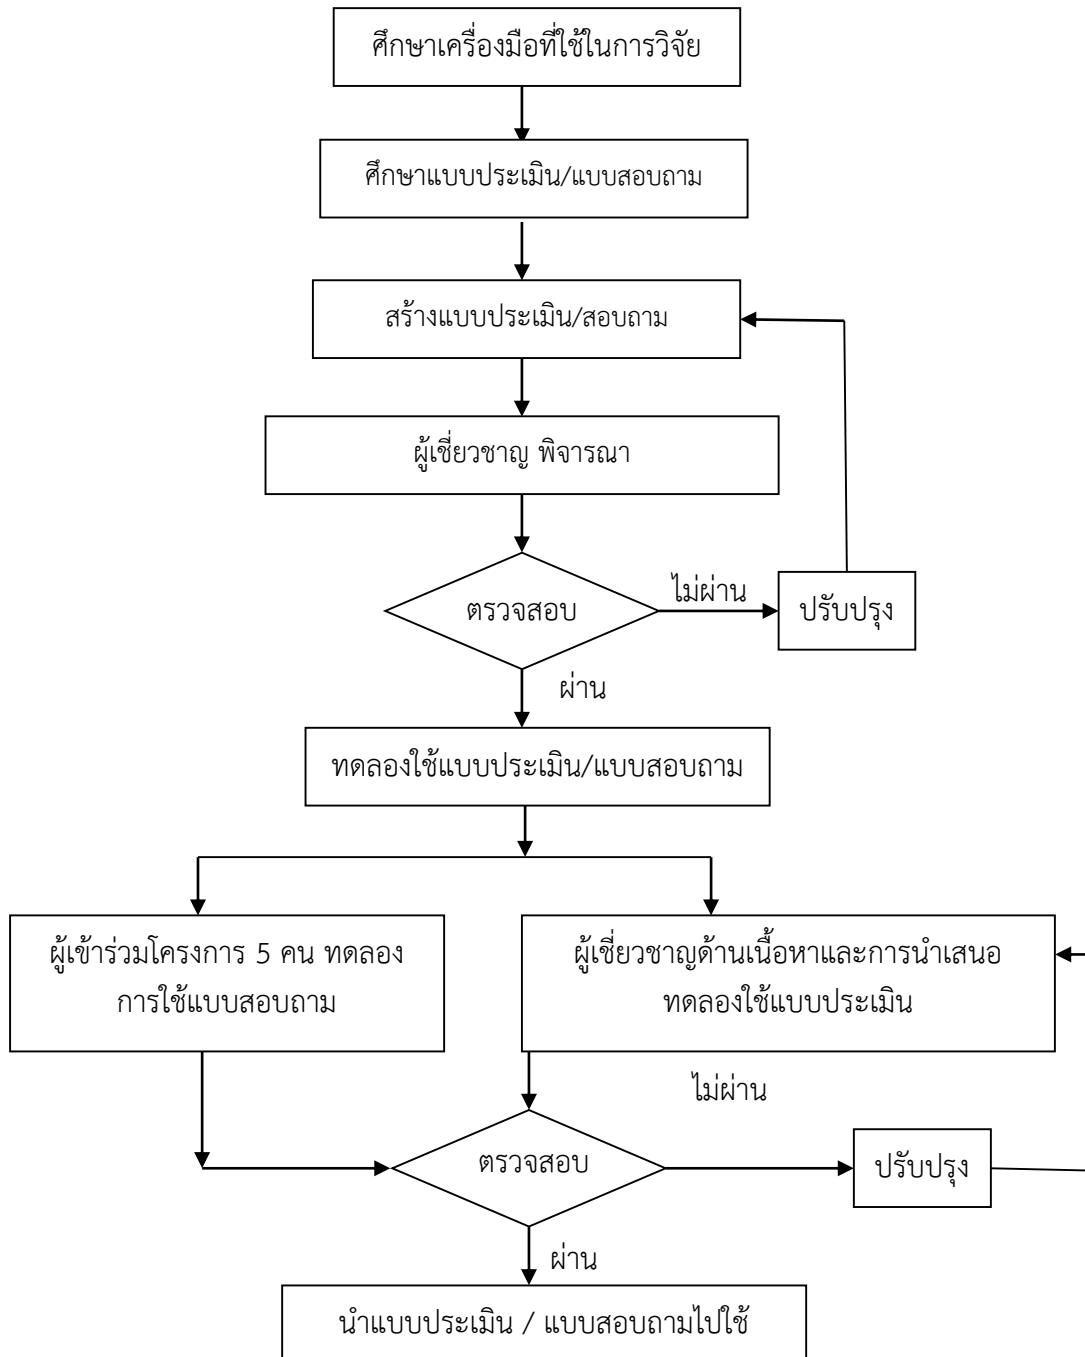 ศึกษาเครื่องมือที่ใช้ในการวิจัย
ศึกษาแบบประเมิน/แบบสอบถาม
สร้างแบบประเมิน/สอบถาม
ผู้เชี่ยวชาญ พิจารณา
ตรวจสอบ
ไม่ผ่าน
ปรับปรุง
ผ่าน
ทดลองใช้แบบประเมิน/แบบสอบถาม
ผู้เข้าร่วมโครงการ 5 คน ทดลอง
การใช้แบบสอบถาม
ผู้เชี่ยวชาญด้านเนื้อหาและการนำเสนอ
ทดลองใช้แบบประเมิน
ไม่ผ่าน
ตรวจสอบ
ปรับปรุง
ผ่าน
นำแบบประเมิน / แบบสอบถามไปใช้